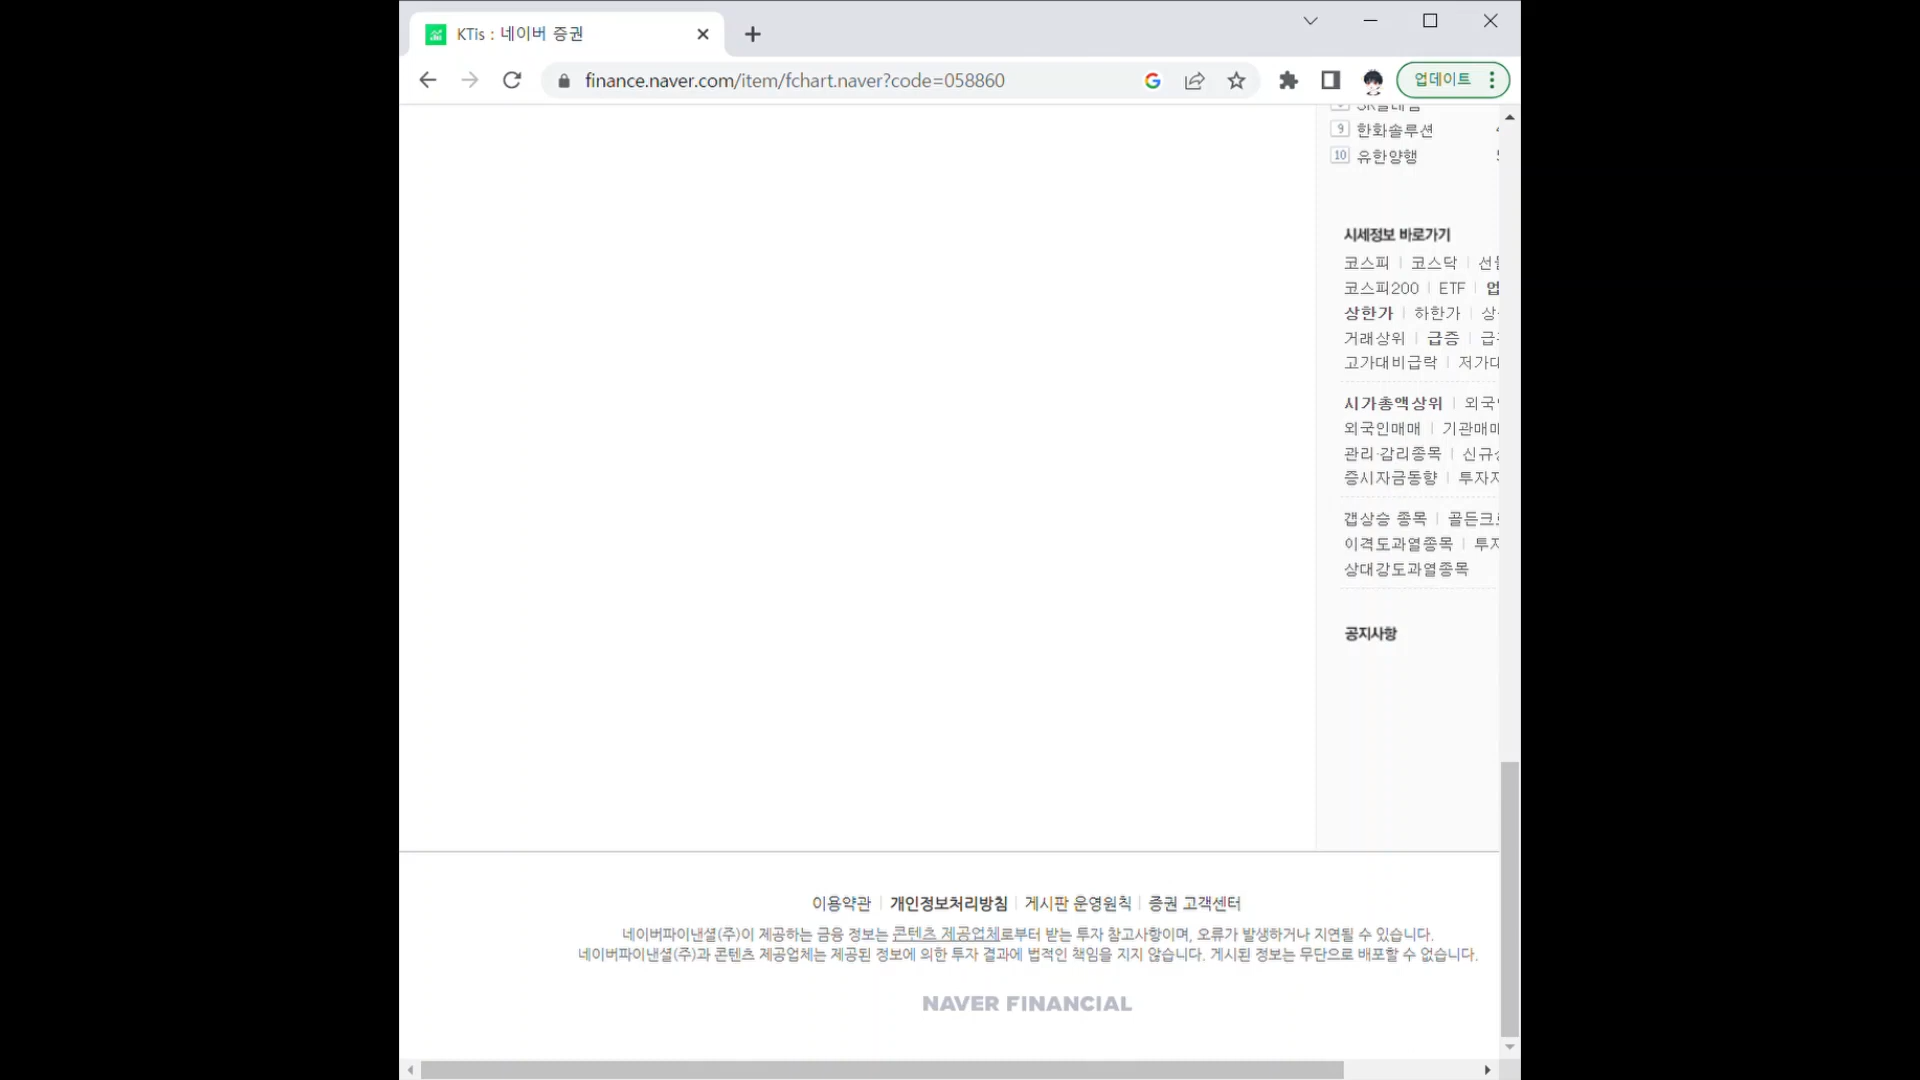 KTis : 네이버 증권
finance.naver.com/item/fchart.naver?code=058860
업데이트
9 한화솔루션
10 유한양행
시세정보 바로가기
코스피 | 코스닥 |
코스피200 | ETF |
상한가 | 하한가 |
거래상위 | 급증 |
고가대비급락 |
시가총액상위 |
외국인매매 |
관리·감리종목 |
증시자금동향 |
갭상승 종목 |
이격도과열종목 |
상대강도과열종목
공지사항
이용약관 | 개인정보처리방침 | 게시판 운영원칙 | 증권 고객센터
네이버파이낸셜(주)이 제공하는 금융 정보는 콘텐츠 제공업체로부터 받는 투자 참고사항이며, 오류가 발생하거나 지연될 수 있습니다.
네이버파이낸셜(주)과 콘텐츠 제공업체는 제공된 정보에 의한 투자 결과에 법적인 책임을 지지 않습니다. 게시된 정보는 무단으로 배포할 수 없습니다.
NAVER FINANCIAL